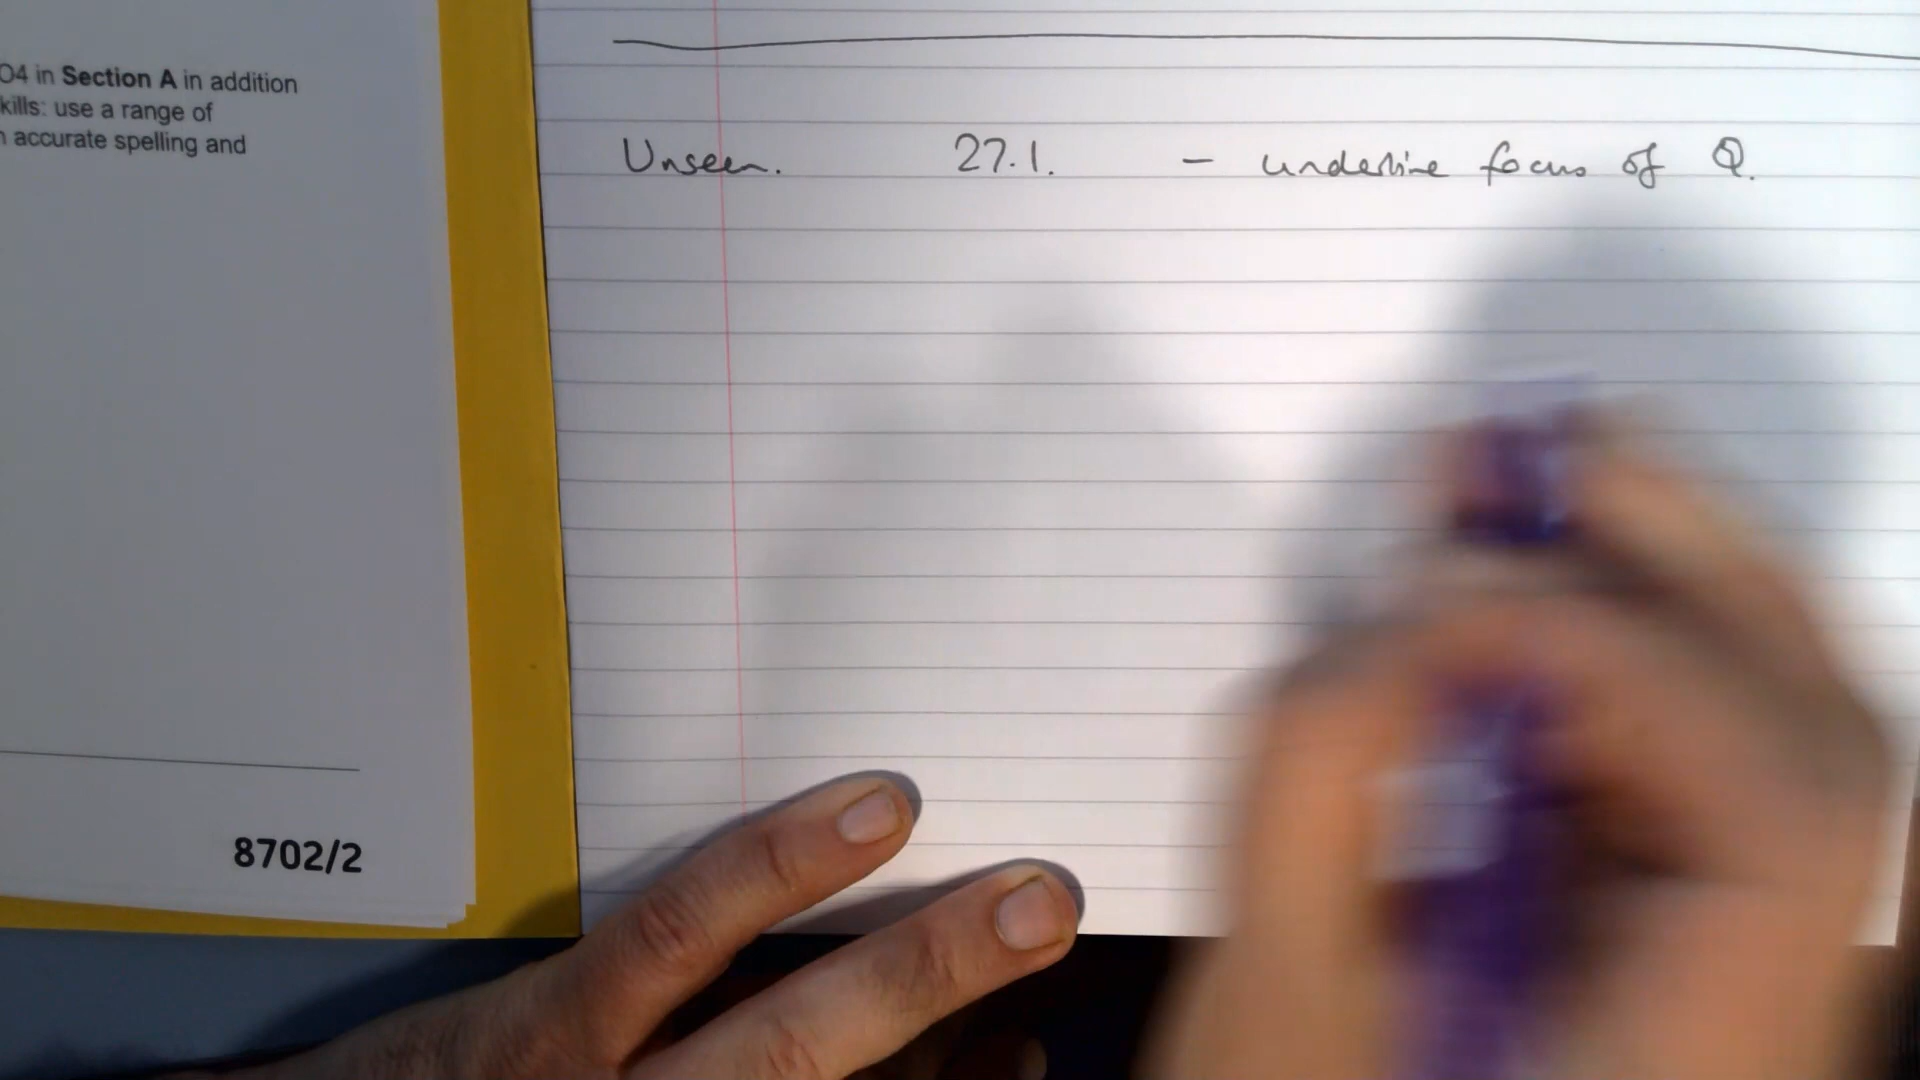 O4 in Section A in addition
kills: use a range of
accurate spelling and
8702/2
Unseen. 27.1. - underline focus of Q.